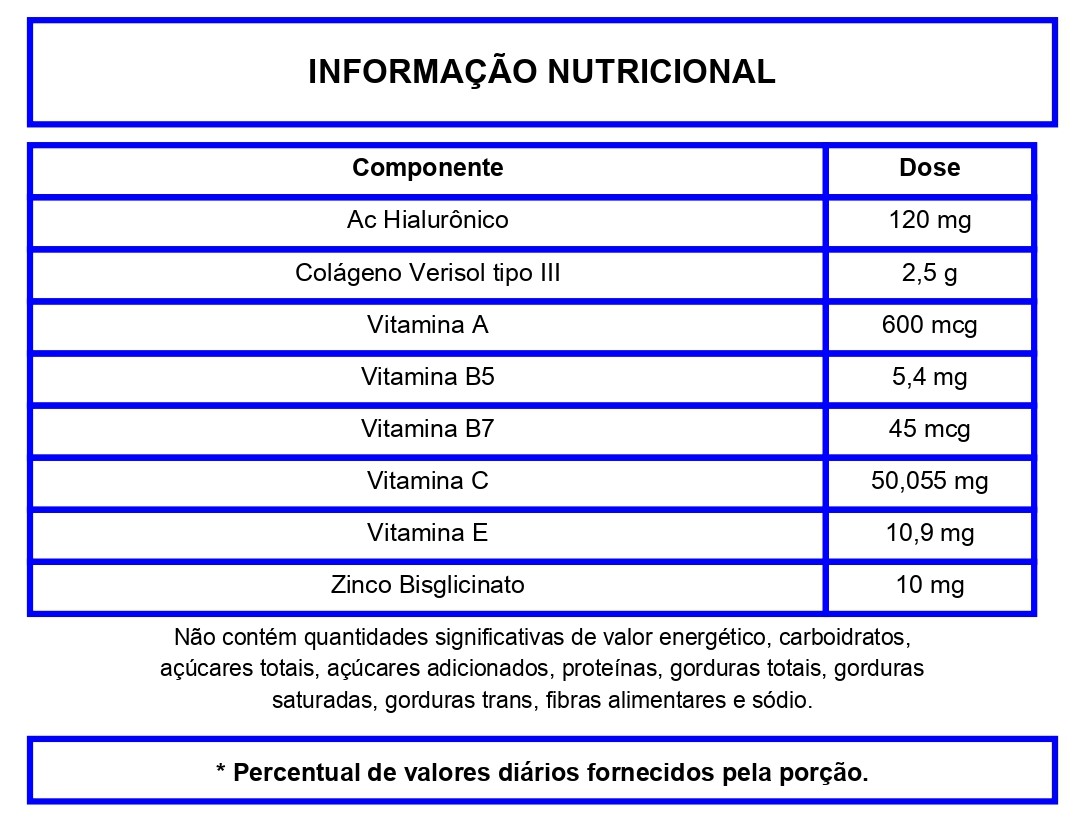 INFORMAÇÃO NUTRICIONAL
Componente Dose
Ac Hialurônico 120 mg
Colágeno Verisol tipo III 2,5 g
Vitamina A 600 mcg
Vitamina B5 5,4 mg
Vitamina B7 45 mcg
Vitamina C 50,055 mg
Vitamina E 10,9 mg
Zinco Bisglicinato 10 mg
Não contém quantidades significativas de valor energético, carboidratos,
açúcares totais, açúcares adicionados, proteínas, gorduras totais, gorduras
saturadas, gorduras trans, fibras alimentares e sódio.
* Percentual de valores diários fornecidos pela porção.